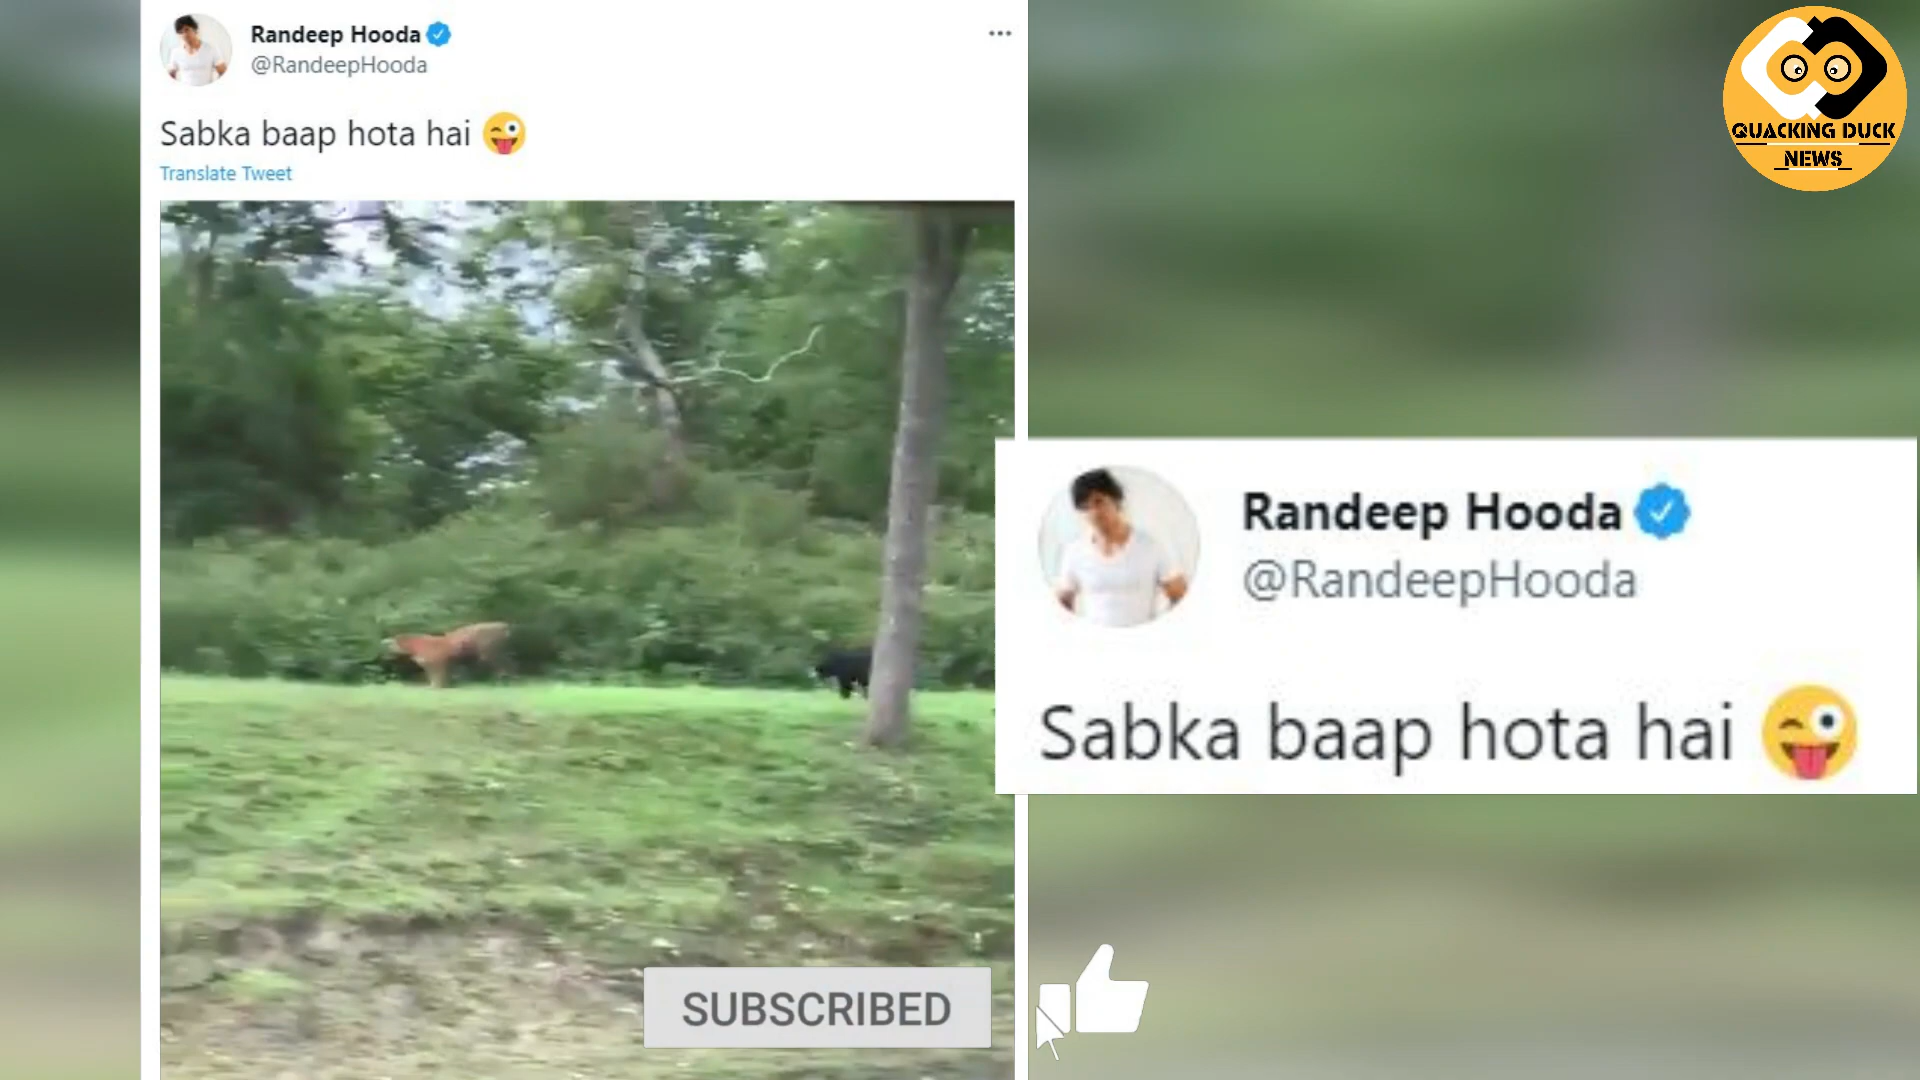 Randeep Hooda
@RandeepHooda
Sabka baap hota hai 😜
Translate Tweet
QUACKING DUCK
NEWS
Randeep Hooda
@RandeepHooda
Sabka baap hota hai 😜
SUBSCRIBED